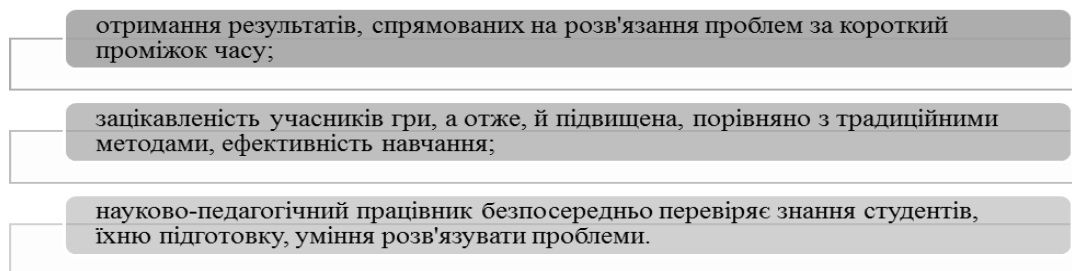 отримання результатів, спрямованих на розв'язання проблем за короткий
проміжок часу;
зацікавленість учасників гри, а отже, й підвищена, порівняно з традиційними
методами, ефективність навчання;
науково-педагогічний працівник безпосередньо перевіряє знання студентів,
їхню підготовку, уміння розв'язувати проблеми.